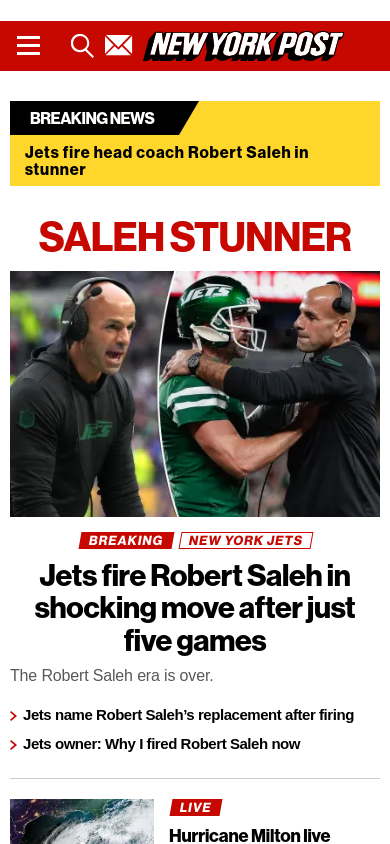 NEW YORK POST
BREAKING NEWS
Jets fire head coach Robert Saleh in
stunner
SALEH STUNNER
JETS
JETS
BREAKING
NEW YORK JETS
Jets fire Robert Saleh in
shocking move after just
five games
The Robert Saleh era is over.
Jets name Robert Saleh’s replacement after firing
Jets owner: Why I fired Robert Saleh now
LIVE
Hurricane Milton live